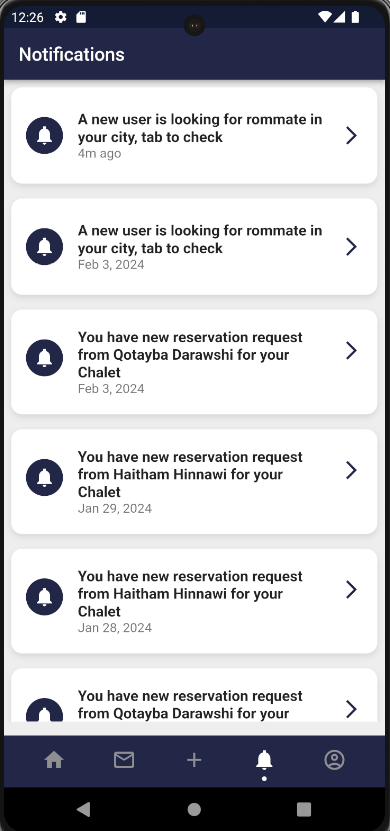 12:26
Notifications
A new user is looking for rommate in
your city, tab to check
4m ago
A new user is looking for rommate in
your city, tab to check
Feb 3, 2024
You have new reservation request
from Qotayba Darawshi for your
Chalet
Feb 3, 2024
You have new reservation request
from Haitham Hinnawi for your
Chalet
Jan 29, 2024
You have new reservation request
from Haitham Hinnawi for your
Chalet
Jan 28, 2024
You have new reservation request
from Qotayba Darawshi for your